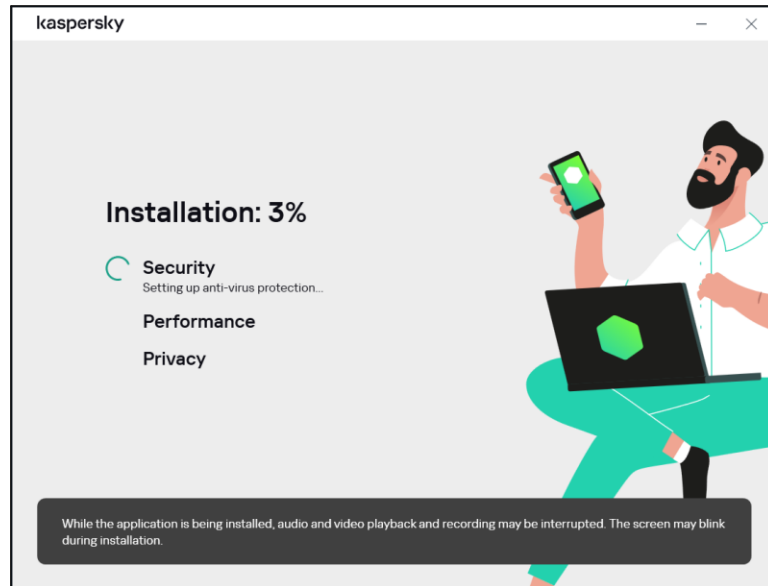 kaspersky
Installation: 3%
Security
Setting up anti-virus protection...
Performance
Privacy
While the application is being installed, audio and video playback and recording may be interrupted. The screen may blink
during installation.